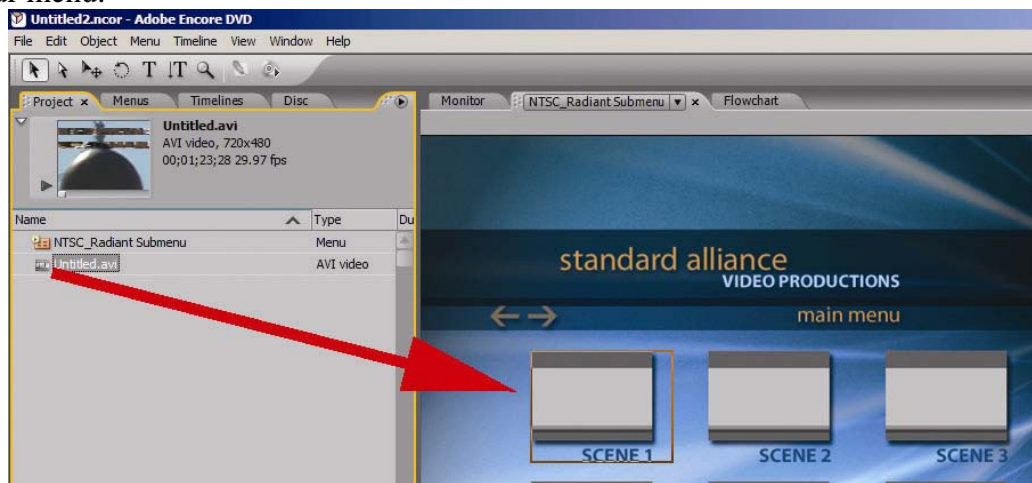 Untitled2.ncor - Adobe Encore DVD
File Edit Object Menu Timeline View Window Help
Project × Menus Timelines Disc
Monitor NTSC_Radiant Submenu × Flowchart
Untitled.avi
AVI video, 720x480
00;01;23;28 29.97 fps
Name Type Du
NTSC_Radiant Submenu Menu
Untitled.avi AVI video
standard alliance
VIDEO PRODUCTIONS
main menu
SCENE 1 SCENE 2 SCENE 3